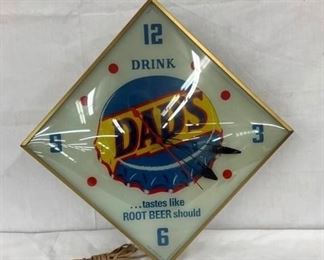 12
DRINK
DAD'S
9 3
...tastes like
ROOT BEER should
6